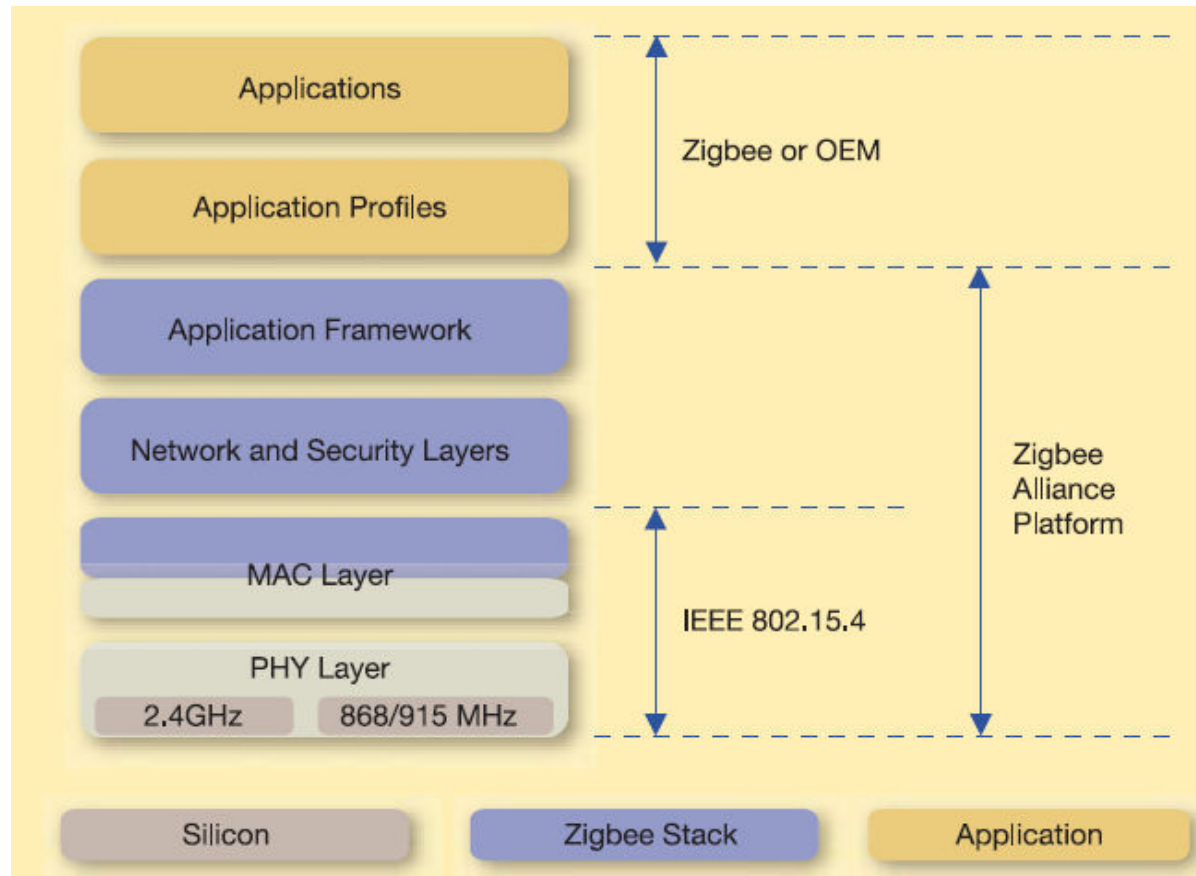 Applications
Zigbee or OEM
Application Profiles
Application Framework
Network and Security Layers
Zigbee
Alliance
Platform
MAC Layer
IEEE 802.15.4
PHY Layer
2.4GHz
868/915 MHz
Silicon
Zigbee Stack
Application